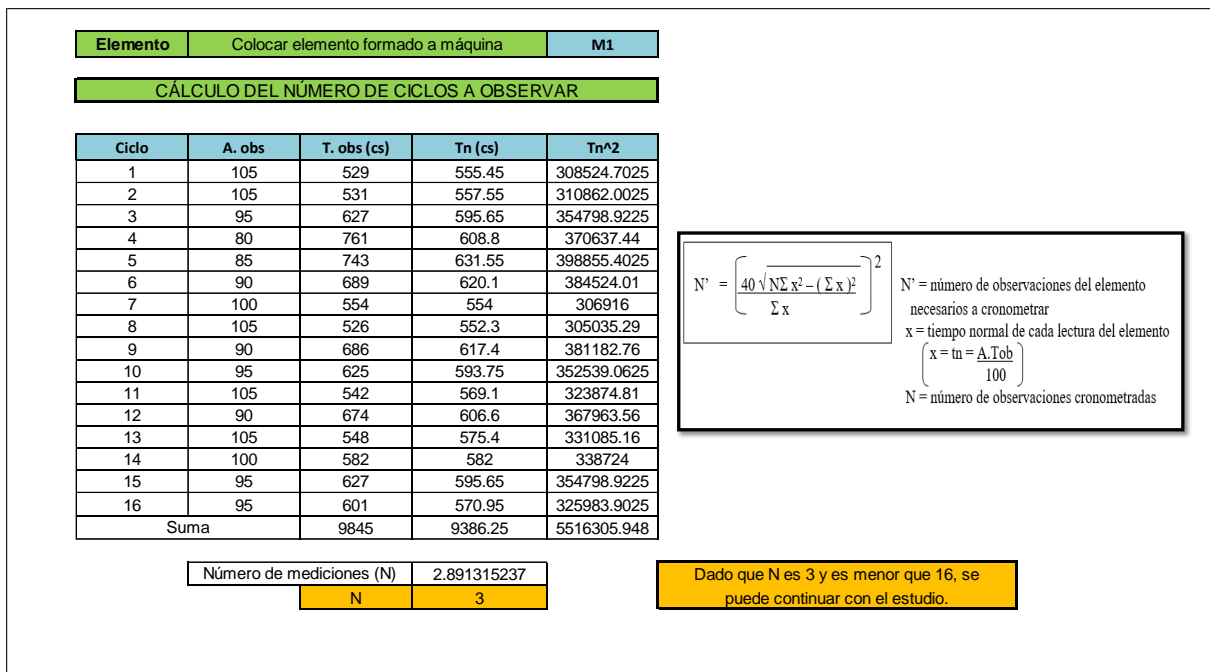 Elemento Colocar elemento formado a máquina M1
CÁLCULO DEL NÚMERO DE CICLOS A OBSERVAR
Ciclo A. obs T. obs (cs) Tn (cs) Tn^2
1 105 529 555.45 308524.7025
2 105 531 557.55 310862.0025
3 95 627 595.65 354798.9225
4 80 761 608.8 370637.44
5 85 743 631.55 398855.4025
6 90 689 620.1 384524.01
7 100 554 554 306916
8 105 526 552.3 305035.29
9 90 686 617.4 381182.76
10 95 625 593.75 352539.0625
11 105 542 569.1 323874.81
12 90 674 606.6 367963.56
13 105 548 575.4 331085.16
14 100 582 582 338724
15 95 627 595.65 354798.9225
16 95 601 570.95 325983.9025
Suma 9845 9386.25 5516305.948
N' = ( 40 √ NΣ x² – ( Σ x )² / Σ x )²
N' = número de observaciones del elemento
necesarios a cronometrar
x = tiempo normal de cada lectura del elemento
( x = tn = A.Tob
100 )
N = número de observaciones cronometradas
Número de mediciones (N) 2.891315237
N 3
Dado que N es 3 y es menor que 16, se
puede continuar con el estudio.